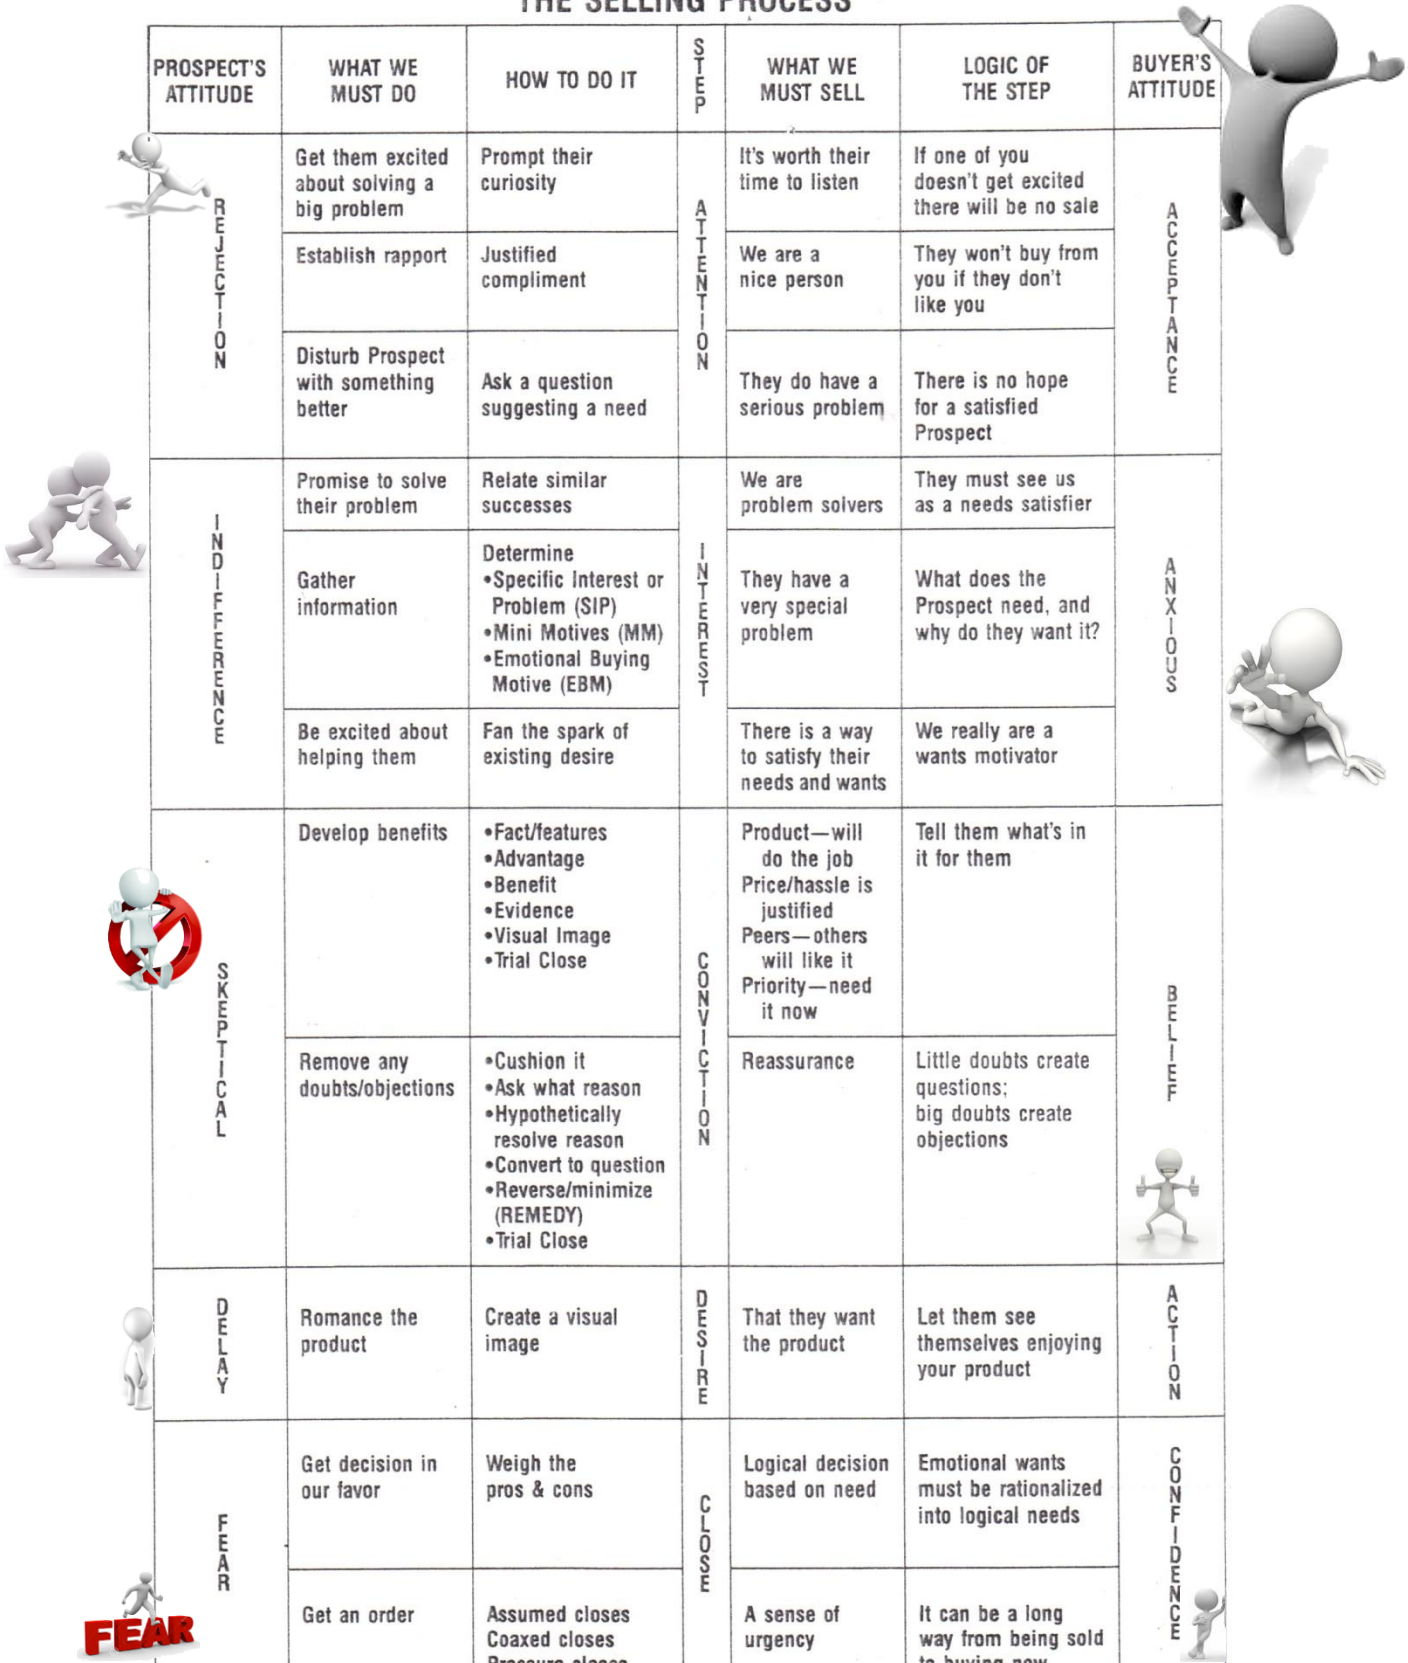 THE SELLING PROCESS
PROSPECT'S
ATTITUDE
WHAT WE
MUST DO
HOW TO DO IT
STEP
WHAT WE
MUST SELL
LOGIC OF
THE STEP
BUYER'S
ATTITUDE
REJECTION
Get them excited
about solving a
big problem
Prompt their
curiosity
ATTENTION
It's worth their
time to listen
If one of you
doesn't get excited
there will be no sale
ACCEPTANCE
Establish rapport
Justified
compliment
We are a
nice person
They won't buy from
you if they don't
like you
Disturb Prospect
with something
better
Ask a question
suggesting a need
They do have a
serious problem
There is no hope
for a satisfied
Prospect
INDIFFERENCE
Promise to solve
their problem
Relate similar
successes
INTEREST
We are
problem solvers
They must see us
as a needs satisfier
ANXIOUS
Gather
information
Determine
•Specific Interest or
Problem (SIP)
•Mini Motives (MM)
•Emotional Buying
Motive (EBM)
They have a
very special
problem
What does the
Prospect need, and
why do they want it?
Be excited about
helping them
Fan the spark of
existing desire
There is a way
to satisfy their
needs and wants
We really are a
wants motivator
SKEPTICAL
Develop benefits
•Fact/features
•Advantage
•Benefit
•Evidence
•Visual Image
•Trial Close
CONVICTION
Product—will
do the job
Price/hassle is
justified
Peers—others
will like it
Priority—need
it now
Tell them what's in
it for them
BELIEF
Remove any
doubts/objections
•Cushion it
•Ask what reason
•Hypothetically
resolve reason
•Convert to question
•Reverse/minimize
(REMEDY)
•Trial Close
Reassurance
Little doubts create
questions;
big doubts create
objections
DELAY
Romance the
product
Create a visual
image
DESIRE
That they want
the product
Let them see
themselves enjoying
your product
ACTION
FEAR
Get decision in
our favor
Weigh the
pros & cons
CLOSE
Logical decision
based on need
Emotional wants
must be rationalized
into logical needs
CONFIDENCE
Get an order
Assumed closes
Coaxed closes
Pressure closes
A sense of
urgency
It can be a long
way from being sold
to buying now
FEAR